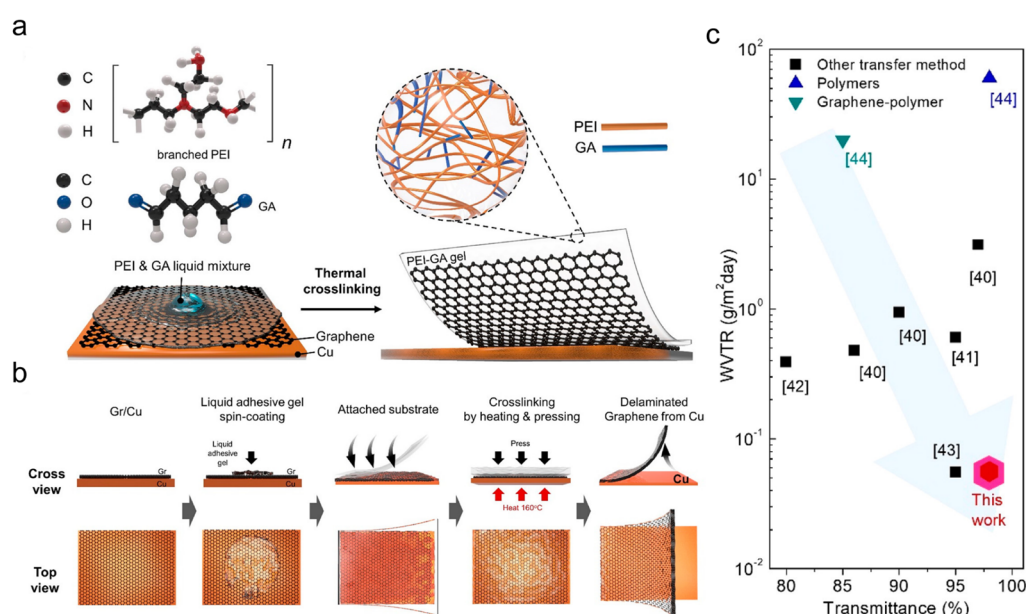 a
C
N
H
n
branched PEI
C
O
H
GA
PEI & GA liquid mixture
Thermal
crosslinking
Graphene
Cu
PEI
GA
PEI-GA gel
b
Gr/Cu
Liquid adhesive gel
spin-coating
Attached substrate
Crosslinking
by heating & pressing
Delaminated
Graphene from Cu
Cross
view
Gr
Cu
Liquid
adhesive
gel
Gr
Cu
Press
Heat 160°C
Cu
Top
view
c
Other transfer method
Polymers
Graphene-polymer
[44]
[44]
[40]
[40]
[41]
[40]
[42]
[43]
This
work
WVTR (g/m²day)
10²
10¹
10⁰
10⁻¹
10⁻²
80 85 90 95 100
Transmittance (%)